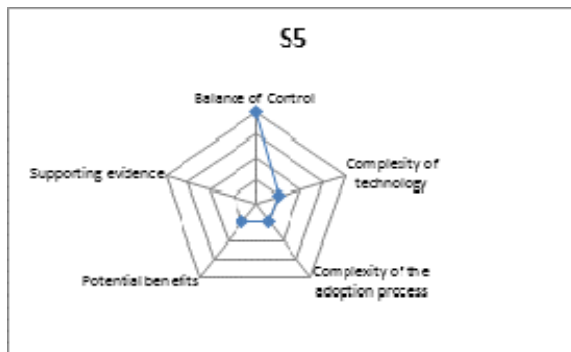 S5
Balance of Control
Supporting evidence
Complexity of
technology
Potential benefits
Complexity of the
adoption process